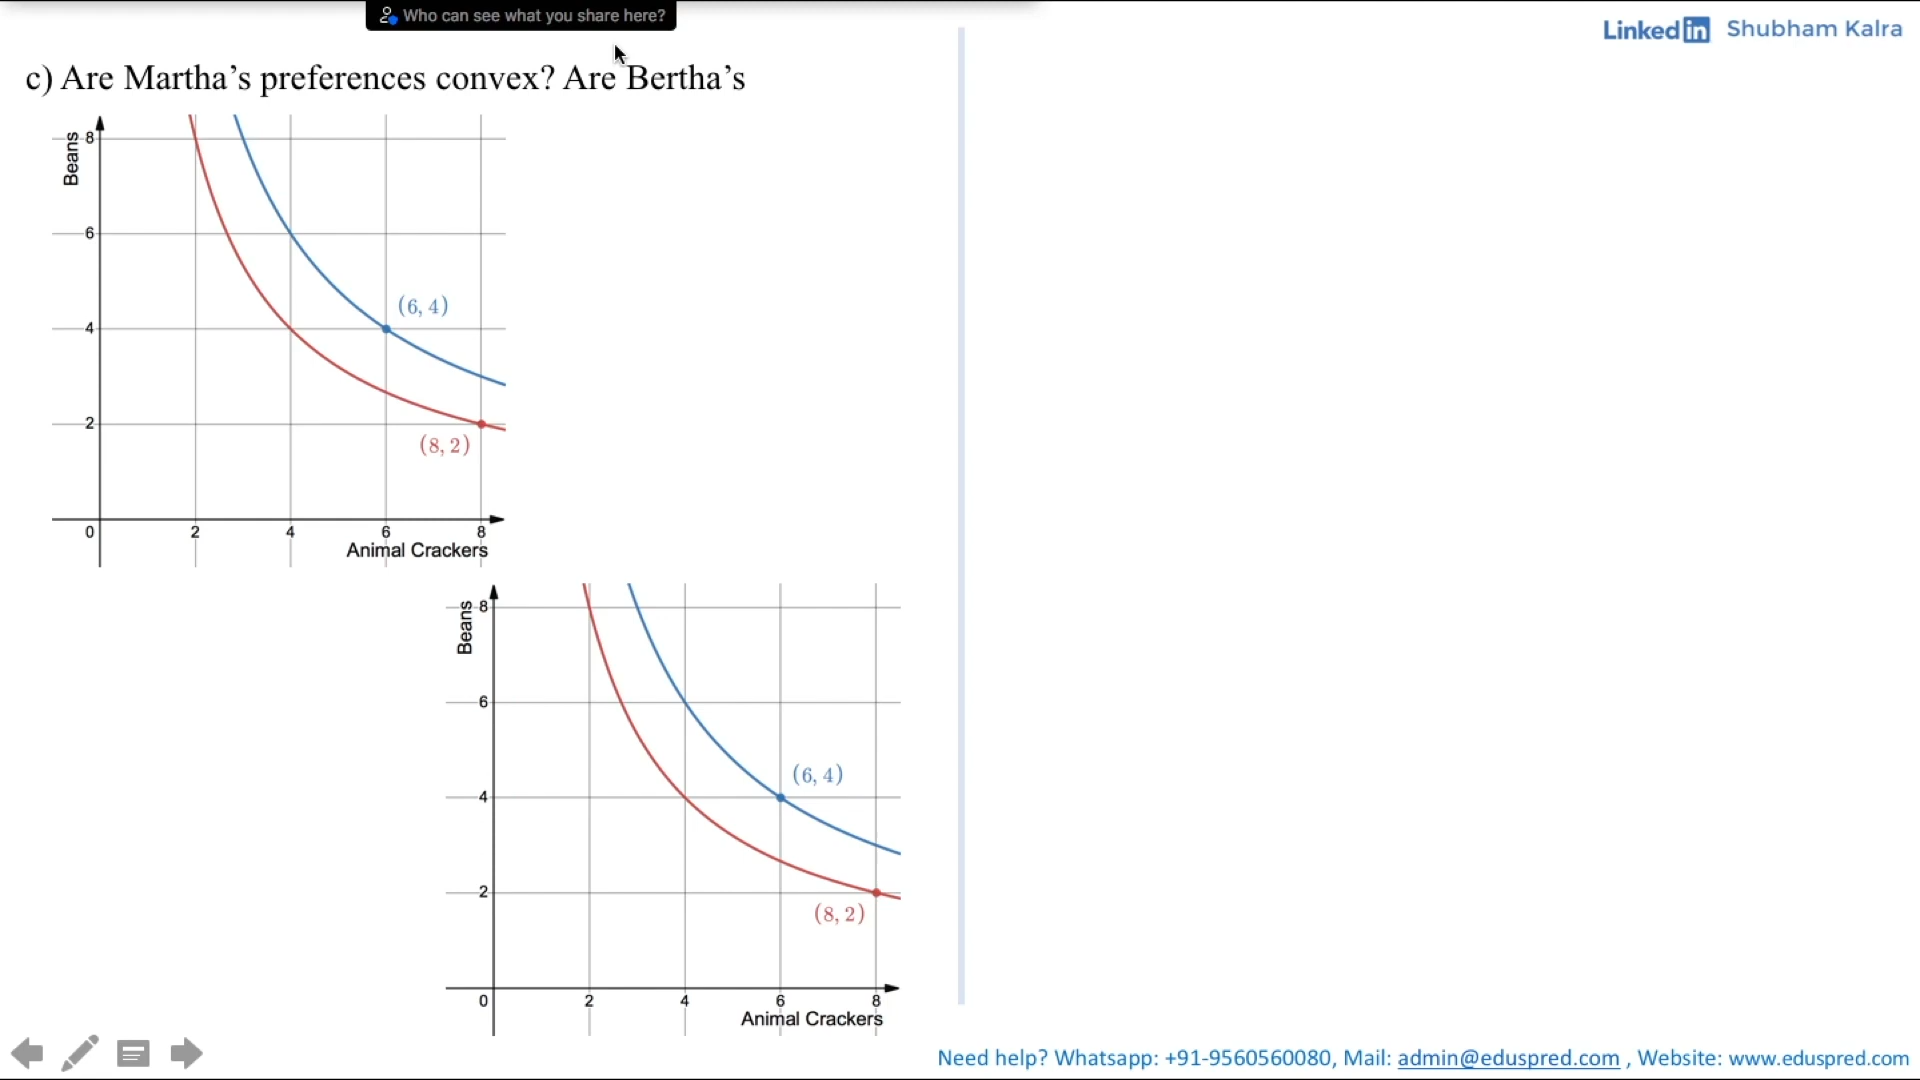 Who can see what you share here?
Linked in Shubham Kalra
c) Are Martha’s preferences convex? Are Bertha’s
Beans
8
6
4
2
0
2 4 6 8
(6, 4)
(8, 2)
Animal Crackers
Beans
8
6
4
2
0
2 4 6 8
(6, 4)
(8, 2)
Animal Crackers
Need help? Whatsapp: +91-9560560080, Mail: admin@eduspred.com , Website: www.eduspred.com